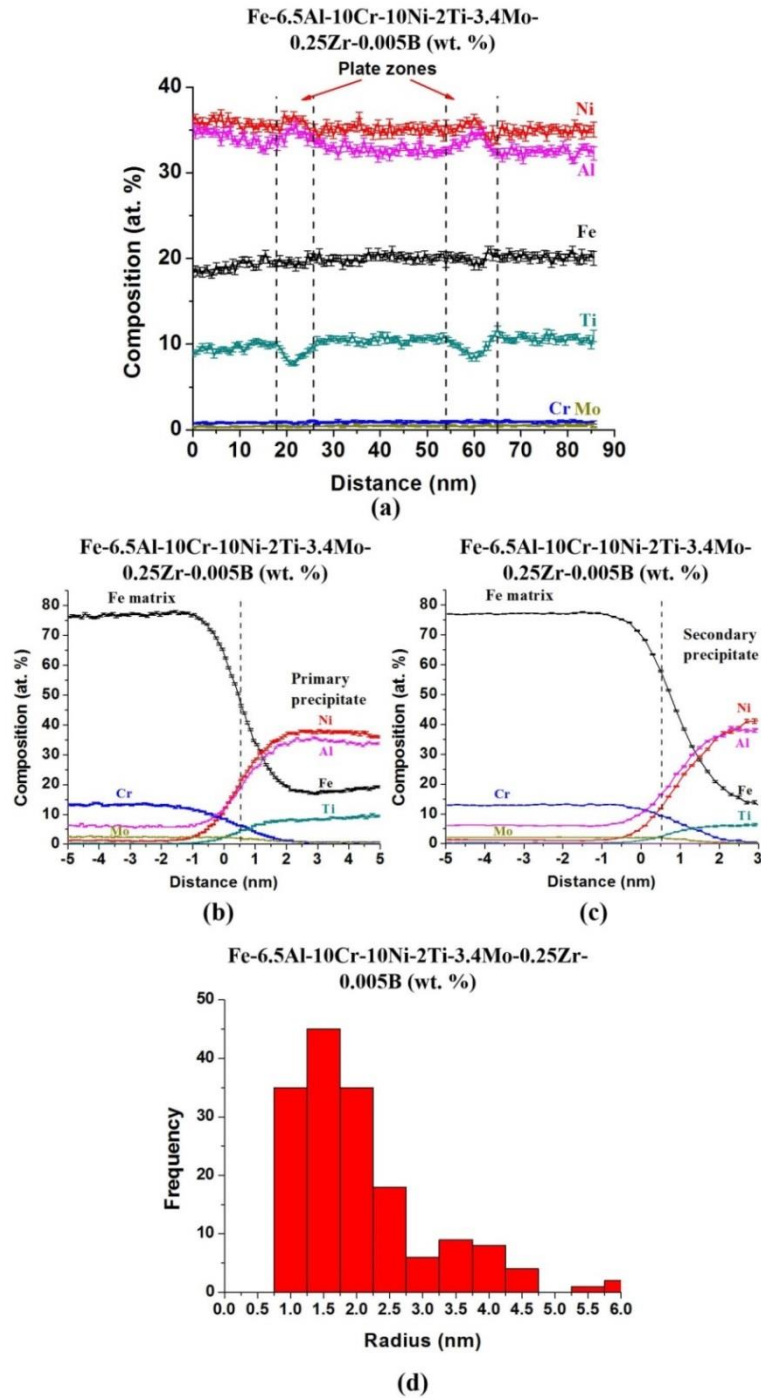 Fe-6.5Al-10Cr-10Ni-2Ti-3.4Mo-
0.25Zr-0.005B (wt. %)
Plate zones
Ni
Al
Fe
Ti
Cr Mo
40
30
20
10
0
Composition (at. %)
0 10 20 30 40 50 60 70 80 90
Distance (nm)
(a)
Fe-6.5Al-10Cr-10Ni-2Ti-3.4Mo-
0.25Zr-0.005B (wt. %)
Fe matrix
Primary
precipitate
Ni
Al
Fe
Cr
Ti
Mo
80
70
60
50
40
30
20
10
0
Composition (at. %)
-5 -4 -3 -2 -1 0 1 2 3 4 5
Distance (nm)
(b)
Fe-6.5Al-10Cr-10Ni-2Ti-3.4Mo-
0.25Zr-0.005B (wt. %)
Fe matrix
Secondary
precipitate
Ni
Al
Fe
Cr
Ti
Mo
80
70
60
50
40
30
20
10
0
Composition (at. %)
-5 -4 -3 -2 -1 0 1 2 3
Distance (nm)
(c)
Fe-6.5Al-10Cr-10Ni-2Ti-3.4Mo-0.25Zr-
0.005B (wt. %)
50
40
30
20
10
0
Frequency
0.0 0.5 1.0 1.5 2.0 2.5 3.0 3.5 4.0 4.5 5.0 5.5 6.0
Radius (nm)
(d)